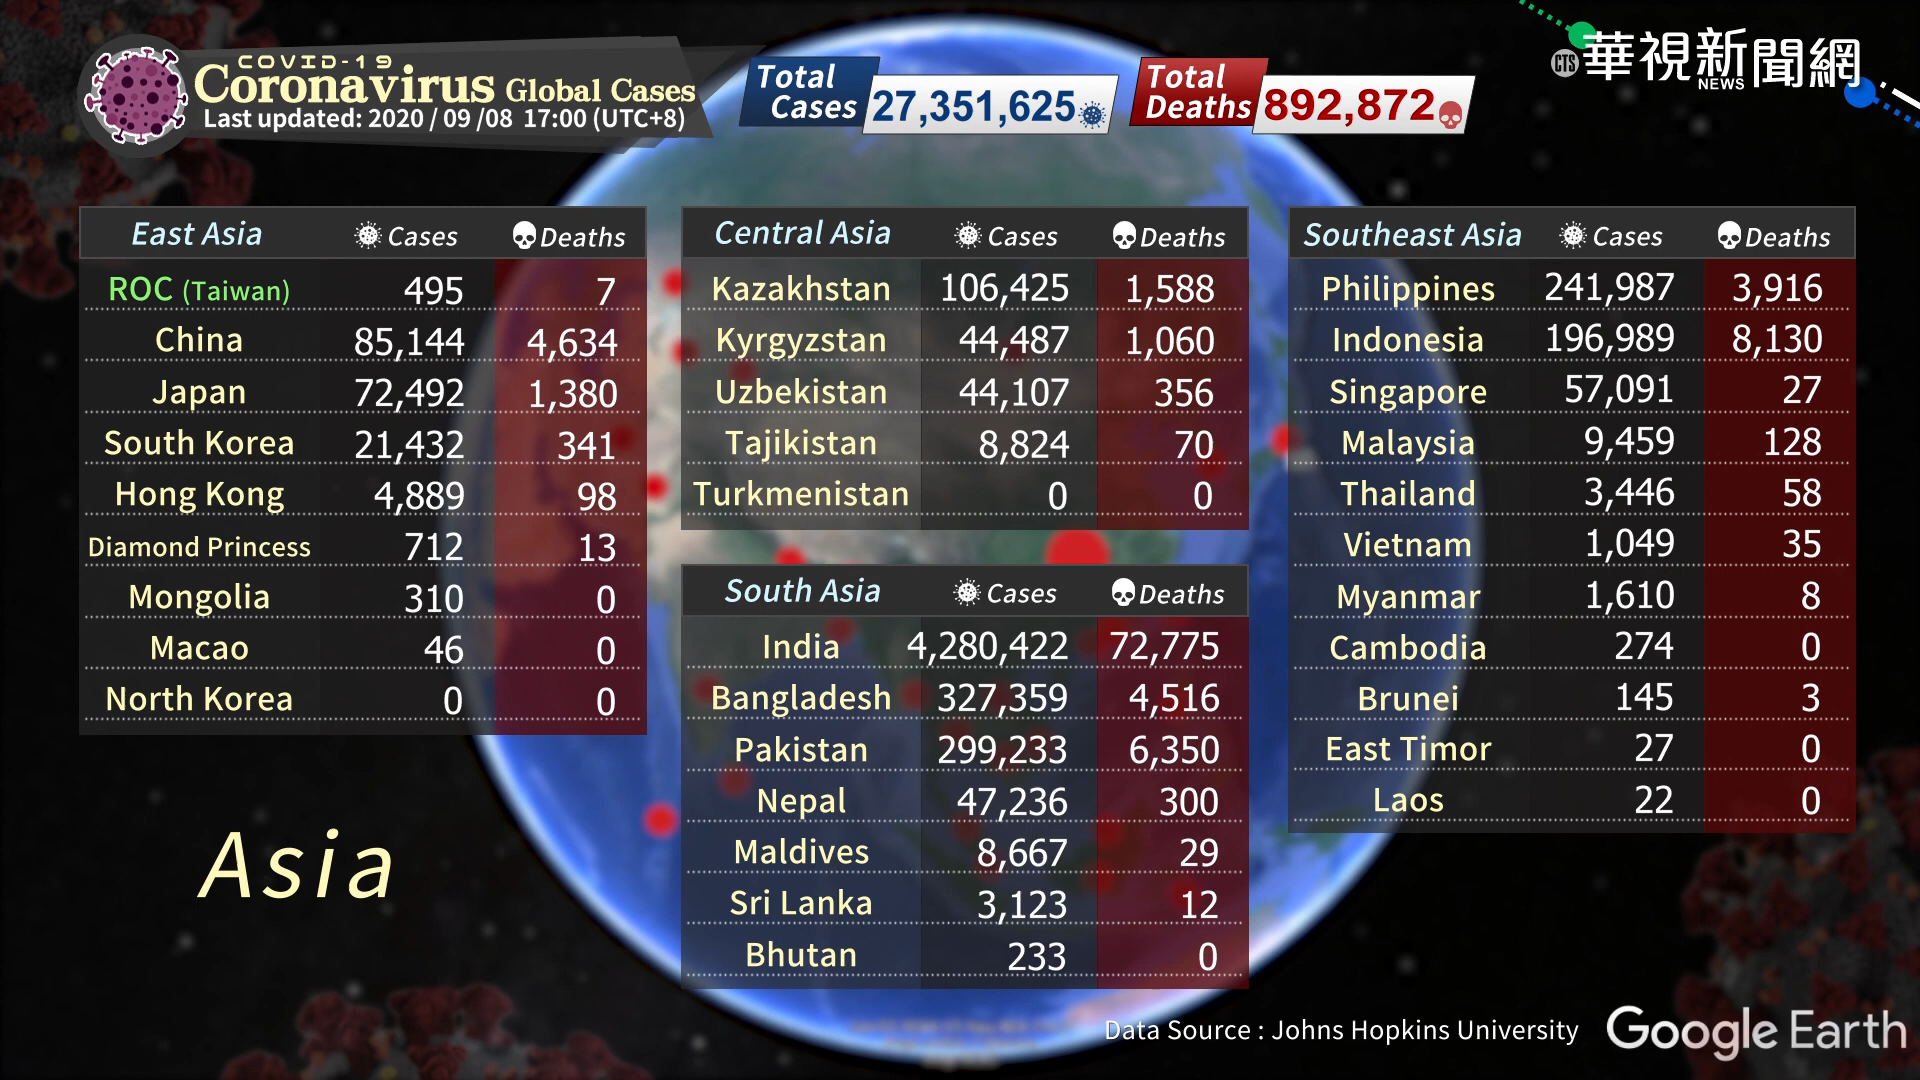 COVID-19
Coronavirus Global Cases
Last updated: 2020 / 09 /08 17:00 (UTC+8)
Total Cases 27,351,625
Total Deaths 892,872
CTS 華視新聞網
NEWS
East Asia Cases Deaths
ROC (Taiwan) 495 7
China 85,144 4,634
Japan 72,492 1,380
South Korea 21,432 341
Hong Kong 4,889 98
Diamond Princess 712 13
Mongolia 310 0
Macao 46 0
North Korea 0 0
Central Asia Cases Deaths
Kazakhstan 106,425 1,588
Kyrgyzstan 44,487 1,060
Uzbekistan 44,107 356
Tajikistan 8,824 70
Turkmenistan 0 0
South Asia Cases Deaths
India 4,280,422 72,775
Bangladesh 327,359 4,516
Pakistan 299,233 6,350
Nepal 47,236 300
Maldives 8,667 29
Sri Lanka 3,123 12
Bhutan 233 0
Southeast Asia Cases Deaths
Philippines 241,987 3,916
Indonesia 196,989 8,130
Singapore 57,091 27
Malaysia 9,459 128
Thailand 3,446 58
Vietnam 1,049 35
Myanmar 1,610 8
Cambodia 274 0
Brunei 145 3
East Timor 27 0
Laos 22 0
Asia
Data Source : Johns Hopkins University
Google Earth